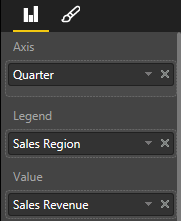 Axis
Quarter
Legend
Sales Region
Value
Sales Revenue